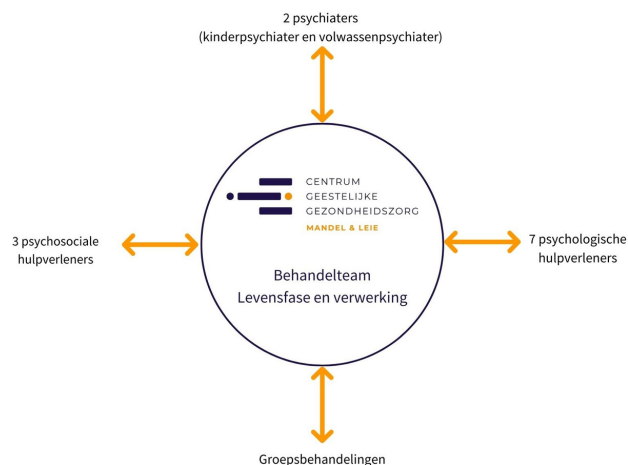 2 psychiaters
(kinderpsychiater en volwassenpsychiater)
CENTRUM
GEESTELIJKE
GEZONDHEIDSZORG
MANDEL & LEIE
3 psychosociale
hulpverleners
7 psychologische
hulpverleners
Behandelteam
Levensfase en verwerking
Groepsbehandelingen